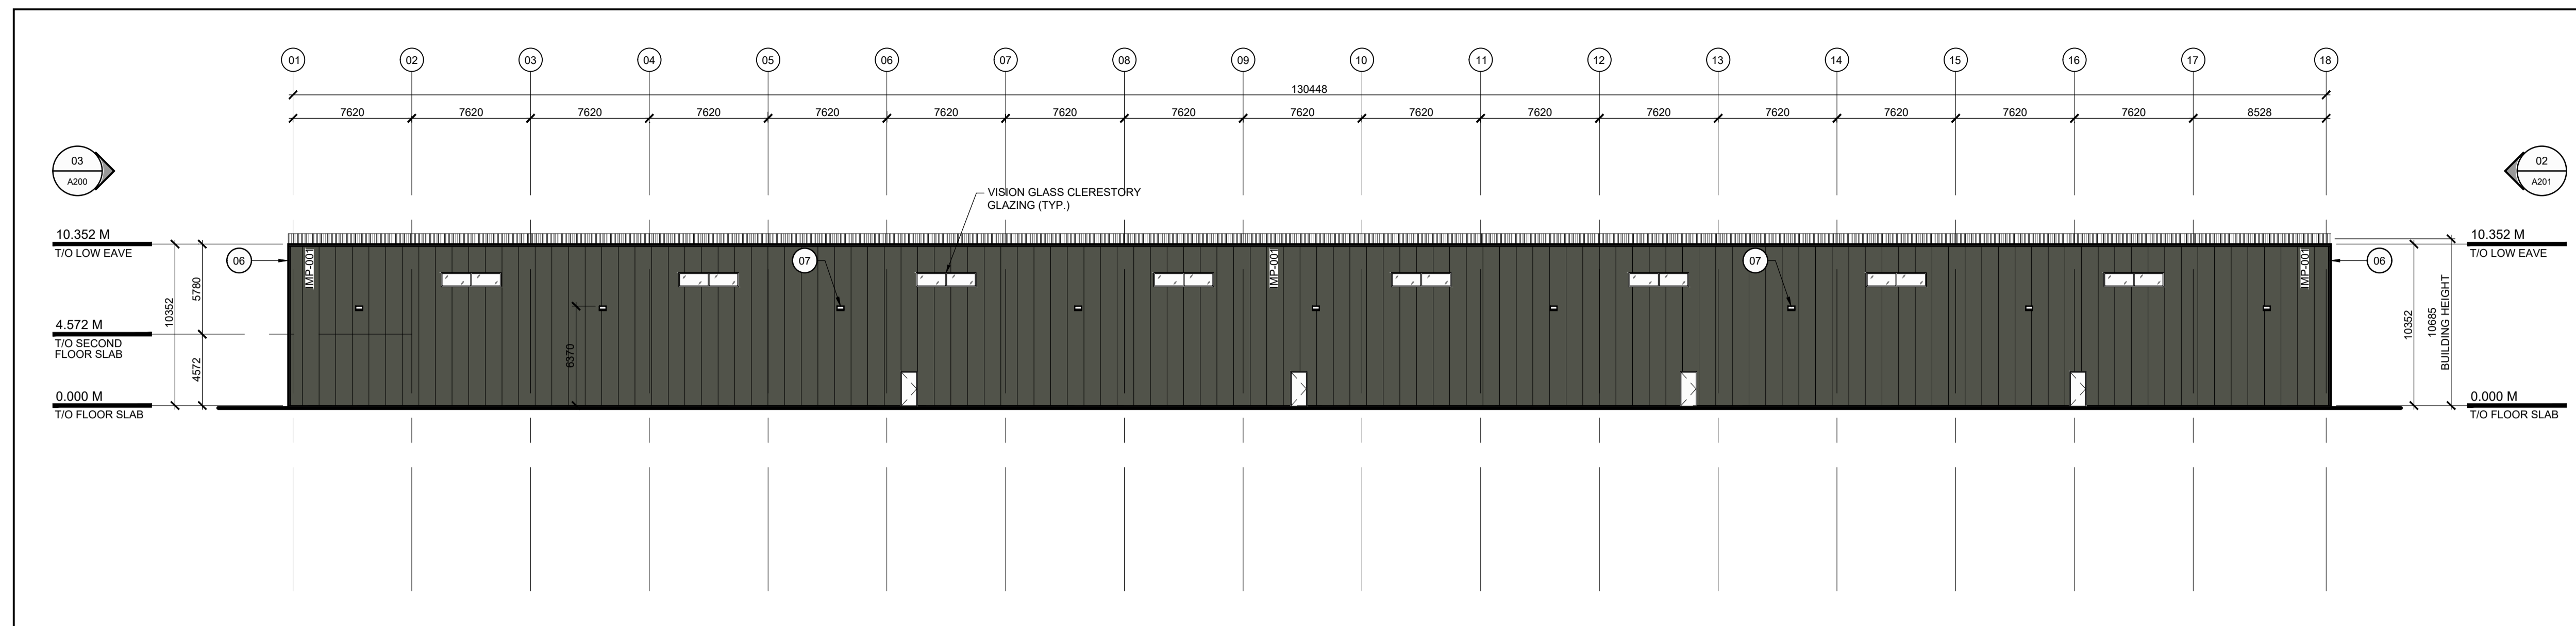 01 02 03 04 05 06 07 08 09 10 11 12 13 14 15 16 17 18
130448
7620 7620 7620 7620 7620 7620 7620 7620 7620 7620 7620 7620 7620 7620 7620 7620 8528
03
A200
02
A201
VISION GLASS CLERESTORY
GLAZING (TYP.)
10.352 M
T/O LOW EAVE
10.352 M
T/O LOW EAVE
06
IMP-001
07
IMP-001
07
IMP-001
06
5780
10352
4.572 M
T/O SECOND
FLOOR SLAB
4572
6370
10352
10685
BUILDING HEIGHT
0.000 M
T/O FLOOR SLAB
0.000 M
T/O FLOOR SLAB